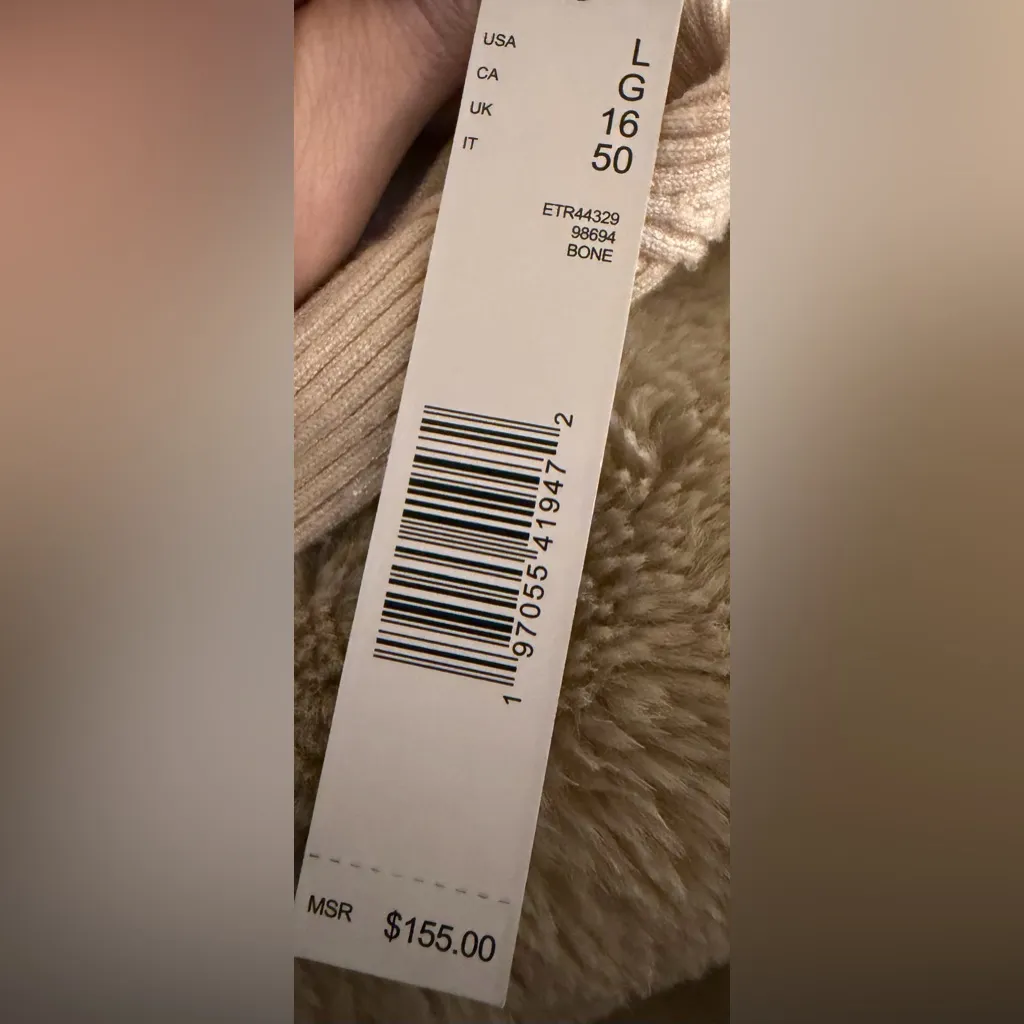 USA L
CA G
UK 16
IT 50
ETR44329
98694
BONE
1 97055 41947 2
MSR $155.00